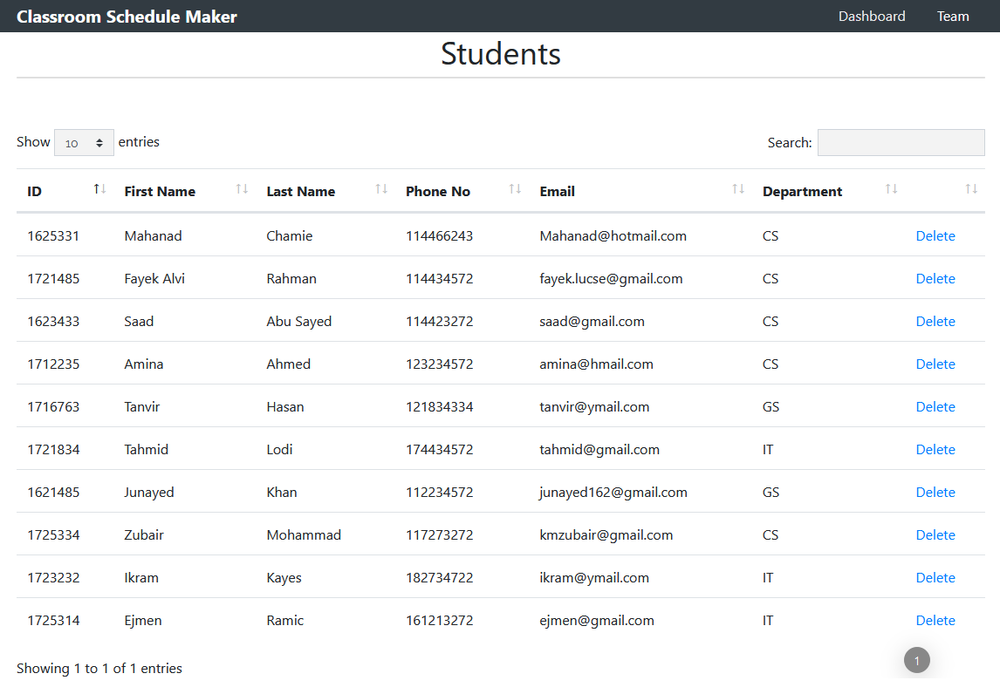 Classroom Schedule Maker Dashboard Team
Students
Show 10 entries Search:
ID First Name Last Name Phone No Email Department
1625331 Mahanad Chamie 114466243 Mahanad@hotmail.com CS Delete
1721485 Fayek Alvi Rahman 114434572 fayek.lucse@gmail.com CS Delete
1623433 Saad Abu Sayed 114423272 saad@gmail.com CS Delete
1712235 Amina Ahmed 123234572 amina@hmail.com CS Delete
1716763 Tanvir Hasan 121834334 tanvir@ymail.com GS Delete
1721834 Tahmid Lodi 174434572 tahmid@gmail.com IT Delete
1621485 Junayed Khan 112234572 junayed162@gmail.com GS Delete
1725334 Zubair Mohammad 117273272 kmzubair@gmail.com CS Delete
1723232 Ikram Kayes 182734722 ikram@ymail.com IT Delete
1725314 Ejmen Ramic 161213272 ejmen@gmail.com IT Delete
Showing 1 to 1 of 1 entries 1